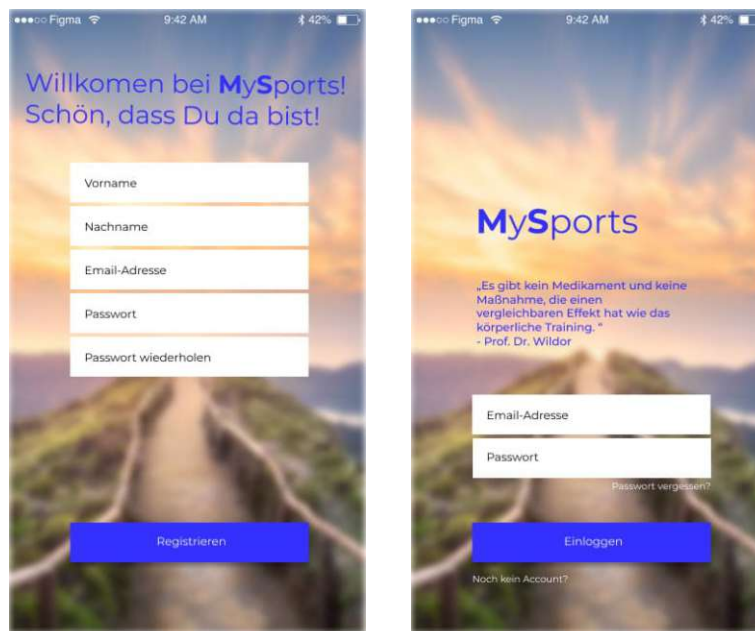 Figma 9:42 AM 42%
Willkomen bei MySports!
Schön, dass Du da bist!
Vorname
Nachname
Email-Adresse
Passwort
Passwort wiederholen
Registrieren
Figma 9:42 AM 42%
MySports
„Es gibt kein Medikament und keine
Maßnahme, die einen
vergleichbaren Effekt hat wie das
körperliche Training. “
- Prof. Dr. Wildor
Email-Adresse
Passwort
Passwort vergessen?
Einloggen
Noch kein Account?